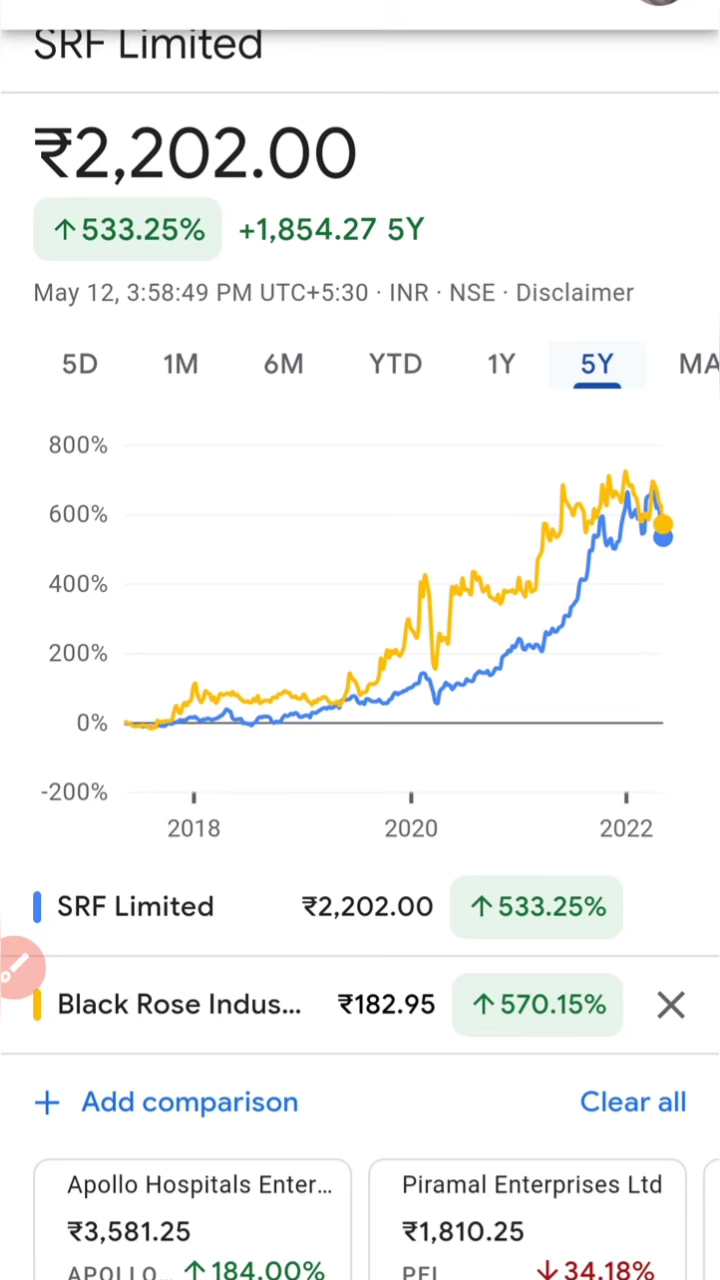 SRF Limited
₹2,202.00
↑533.25% +1,854.27 5Y
May 12, 3:58:49 PM UTC+5:30 · INR · NSE · Disclaimer
5D 1M 6M YTD 1Y 5Y MA
800%
600%
400%
200%
0%
-200%
2018 2020 2022
SRF Limited ₹2,202.00 ↑533.25%
Black Rose Indus... ₹182.95 ↑570.15%
+ Add comparison Clear all
Apollo Hospitals Enter... Piramal Enterprises Ltd
₹3,581.25 ₹1,810.25
APOLLO... ↑184.00% PEL ↓34.18%